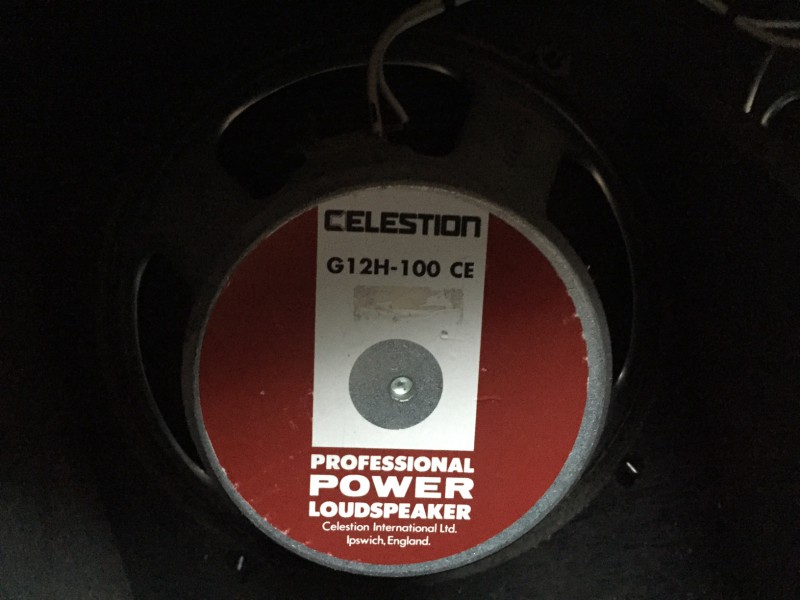 CELESTION
G12H-100 CE
PROFESSIONAL
POWER
LOUDSPEAKER
Celestion International Ltd.
Ipswich, England.